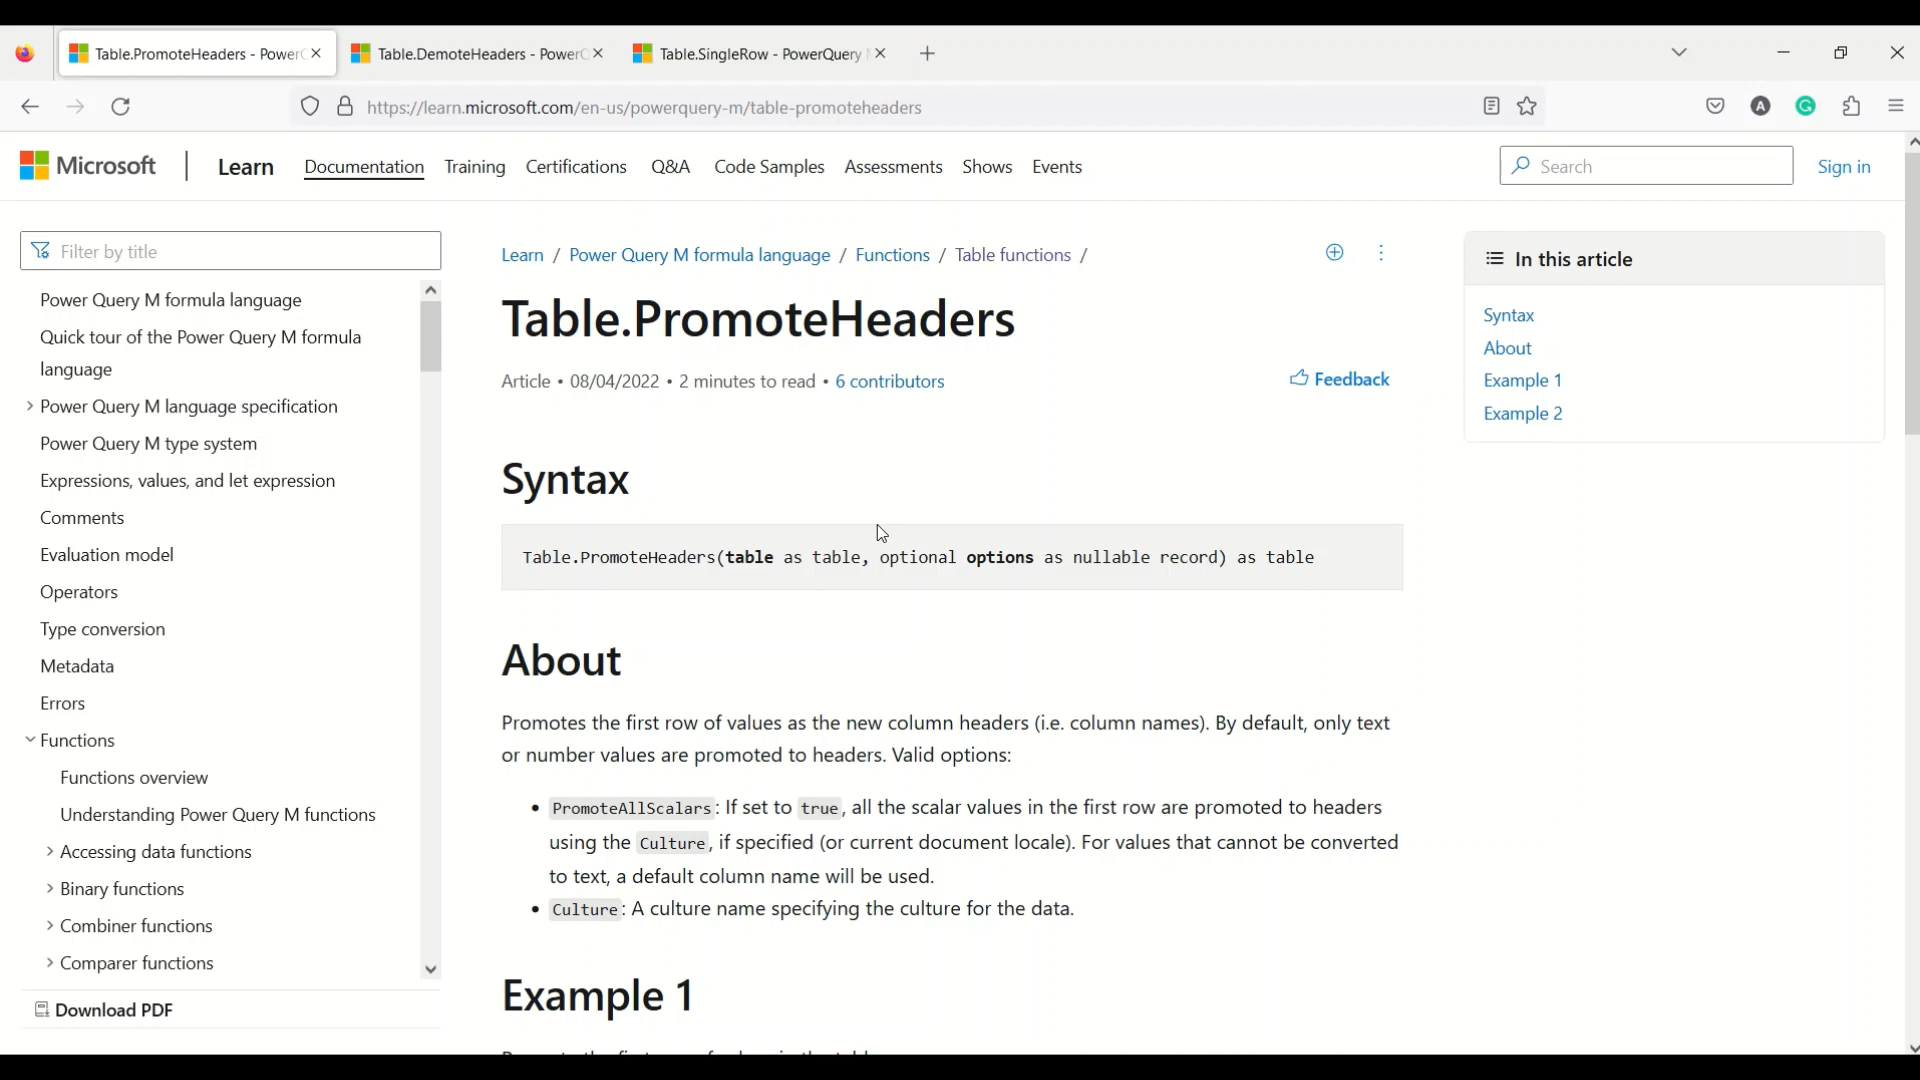 Table.PromoteHeaders - PowerQ
Table.DemoteHeaders - PowerQ
Table.SingleRow - PowerQuery
https://learn.microsoft.com/en-us/powerquery-m/table-promoteheaders
A
G
Microsoft
Learn
Documentation
Training
Certifications
Q&A
Code Samples
Assessments
Shows
Events
Search
Sign in
Filter by title
Power Query M formula language
Quick tour of the Power Query M formula
language
Power Query M language specification
Power Query M type system
Expressions, values, and let expression
Comments
Evaluation model
Operators
Type conversion
Metadata
Errors
Functions
Functions overview
Understanding Power Query M functions
Accessing data functions
Binary functions
Combiner functions
Comparer functions
Download PDF
Learn / Power Query M formula language / Functions / Table functions /
Table.PromoteHeaders
Article • 08/04/2022 • 2 minutes to read • 6 contributors
Feedback
Syntax
Table.PromoteHeaders(table as table, optional options as nullable record) as table
About
Promotes the first row of values as the new column headers (i.e. column names). By default, only text
or number values are promoted to headers. Valid options:
• PromoteAllScalars: If set to true, all the scalar values in the first row are promoted to headers
using the Culture, if specified (or current document locale). For values that cannot be converted
to text, a default column name will be used.
• Culture: A culture name specifying the culture for the data.
Example 1
In this article
Syntax
About
Example 1
Example 2